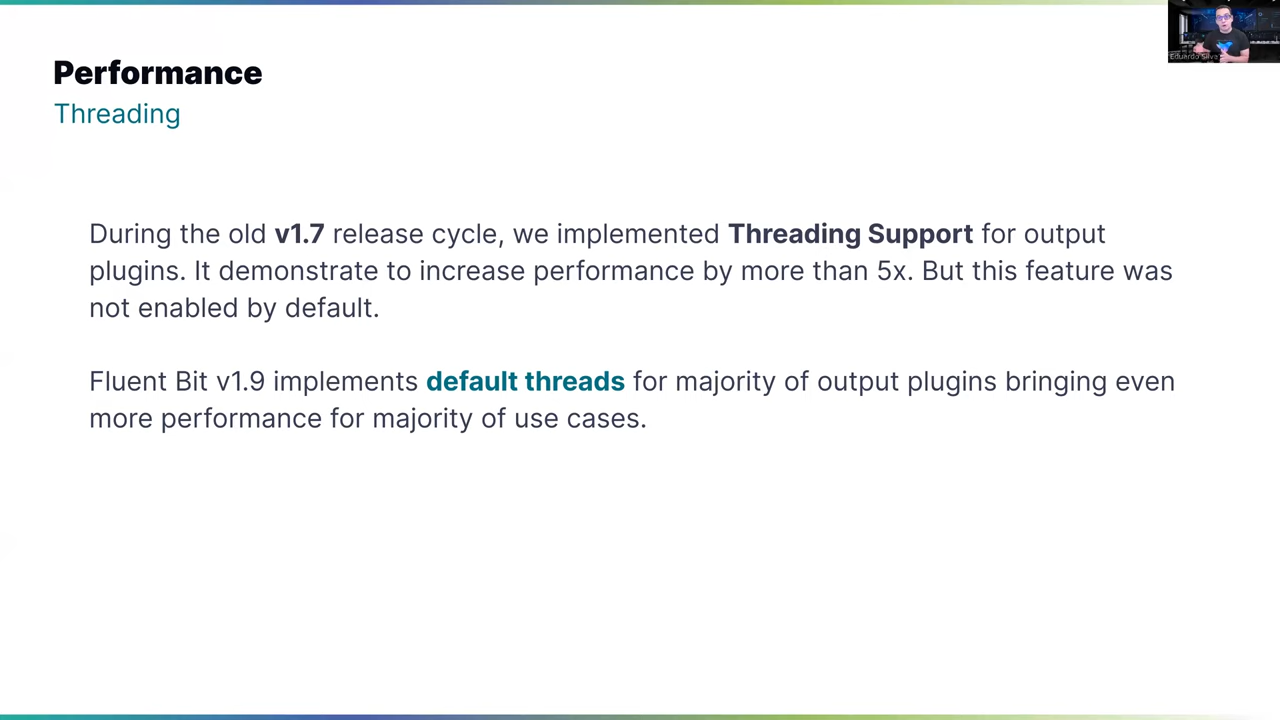 Performance
Threading
Eduardo Silva
During the old v1.7 release cycle, we implemented Threading Support for output
plugins. It demonstrate to increase performance by more than 5x. But this feature was
not enabled by default.
Fluent Bit v1.9 implements default threads for majority of output plugins bringing even
more performance for majority of use cases.